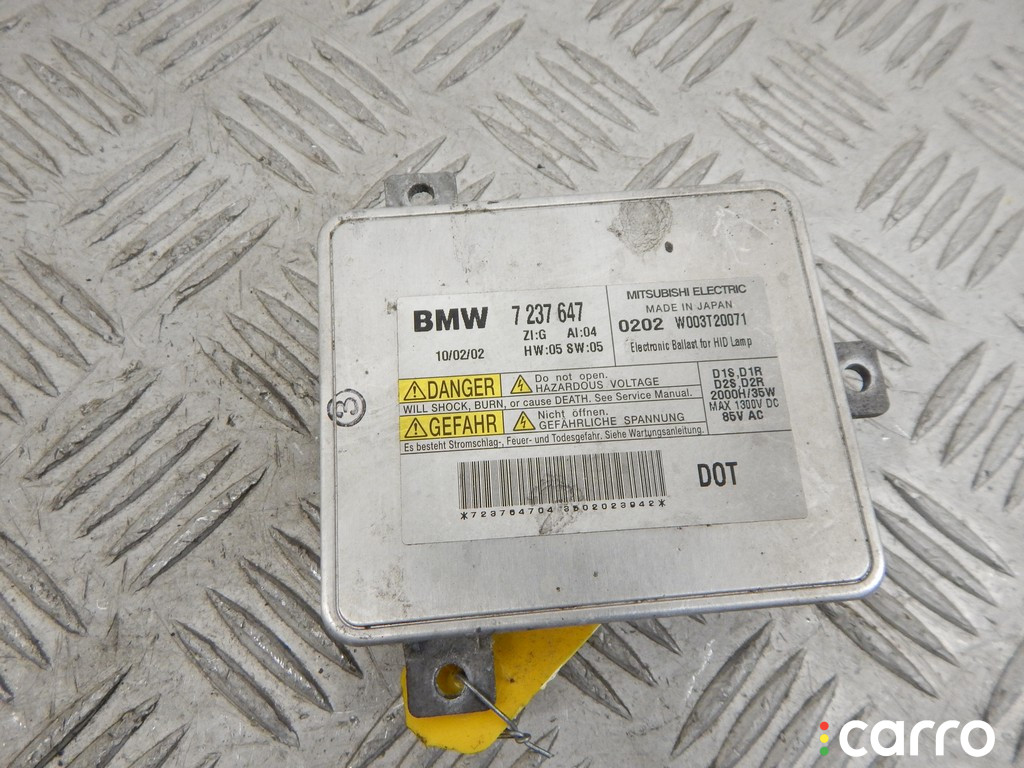 BMW 7 237 647
ZI:G AI:04
10/02/02 HW:05 SW:05
MITSUBISHI ELECTRIC
MADE IN JAPAN
0202 W003T20071
Electronic Ballast for HID Lamp
DANGER Do not open.
HAZARDOUS VOLTAGE
WILL SHOCK, BURN, or cause DEATH. See Service Manual.
GEFAHR Nicht öffnen.
GEFÄHRLICHE SPANNUNG
Es besteht Stromschlag-, Feuer- und Todesgefahr. Siehe Wartungsanleitung.
D1S,D1R
D2S,D2R
2000H/35W
MAX 1300V DC
85V AC
DOT
3
carro